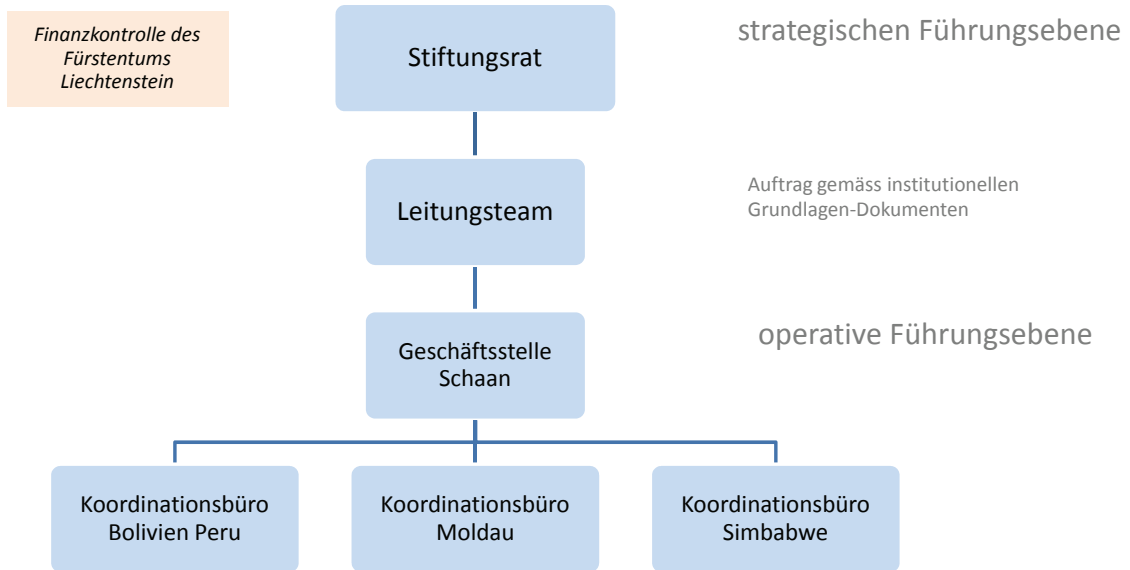 Finanzkontrolle des
Fürstentums
Liechtenstein
Stiftungsrat
strategischen Führungsebene
Leitungsteam
Auftrag gemäss institutionellen
Grundlagen-Dokumenten
Geschäftsstelle
Schaan
operative Führungsebene
Koordinationsbüro
Bolivien Peru
Koordinationsbüro
Moldau
Koordinationsbüro
Simbabwe